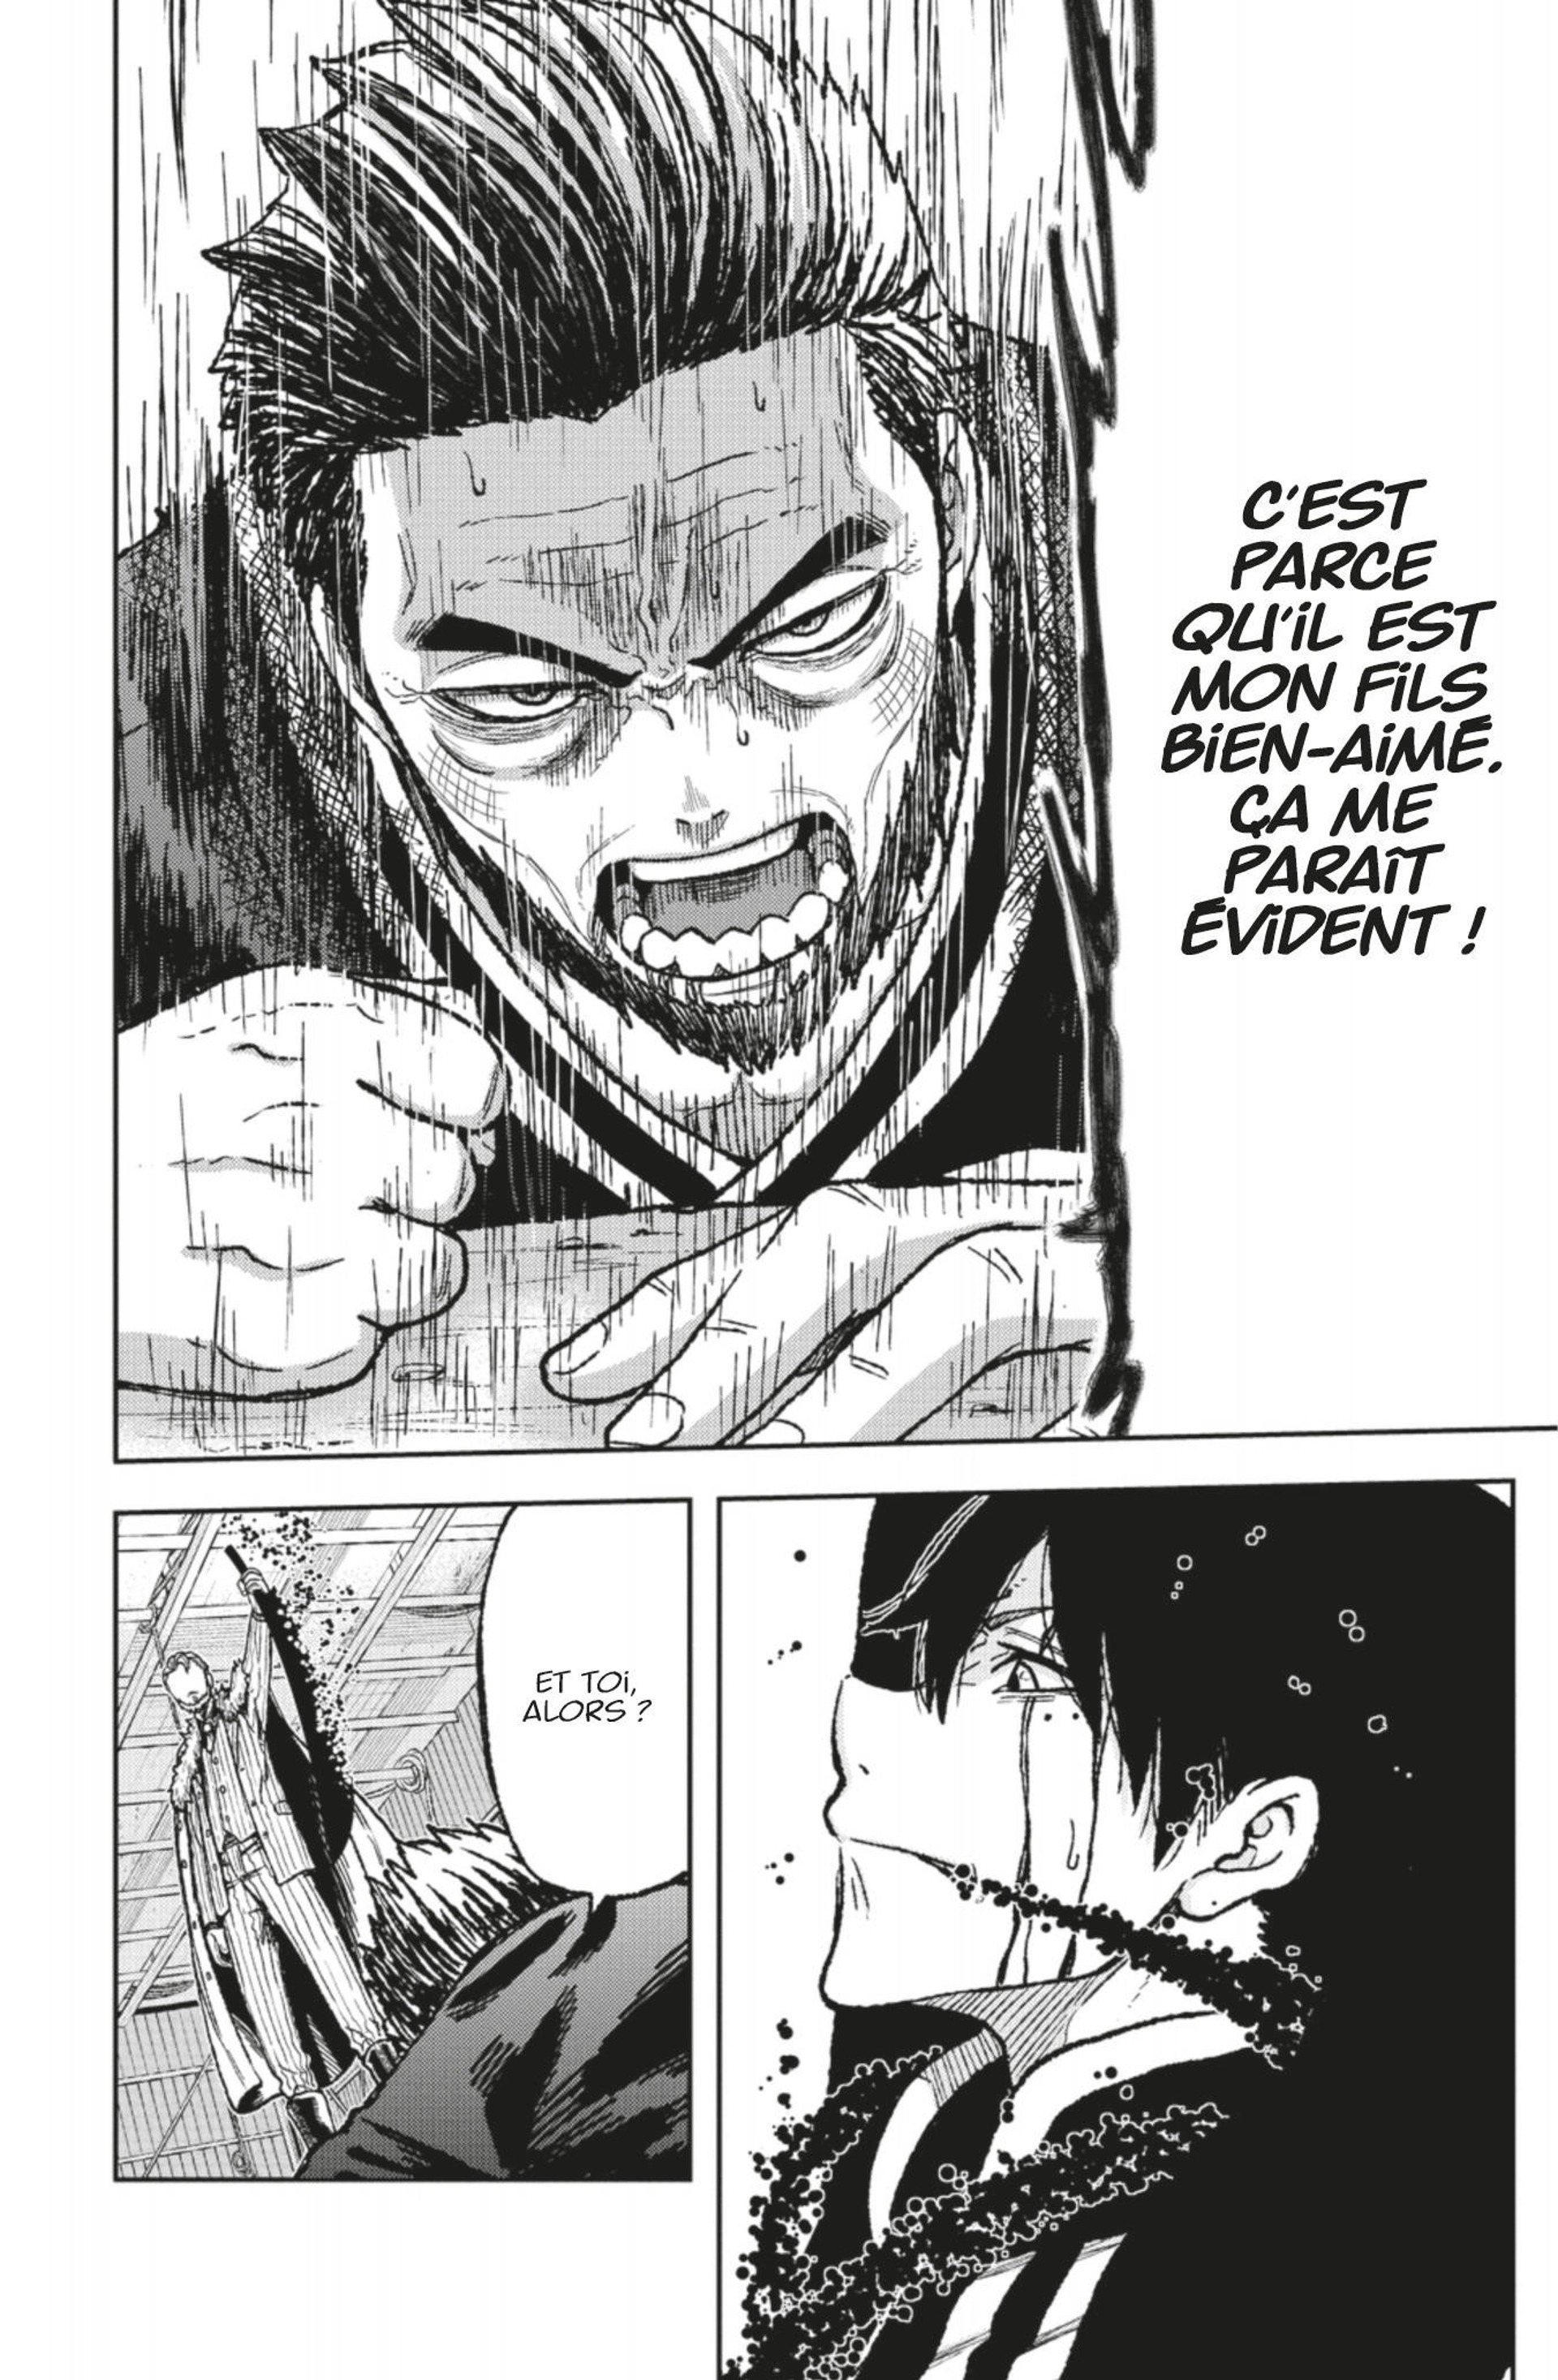 C'EST
PARCE
QU'iL EST
MON FiLS
BiEN-AiMÉ.
ÇA ME
PARAÎT
ÉViDENT !
ET TOi,
ALORS ?